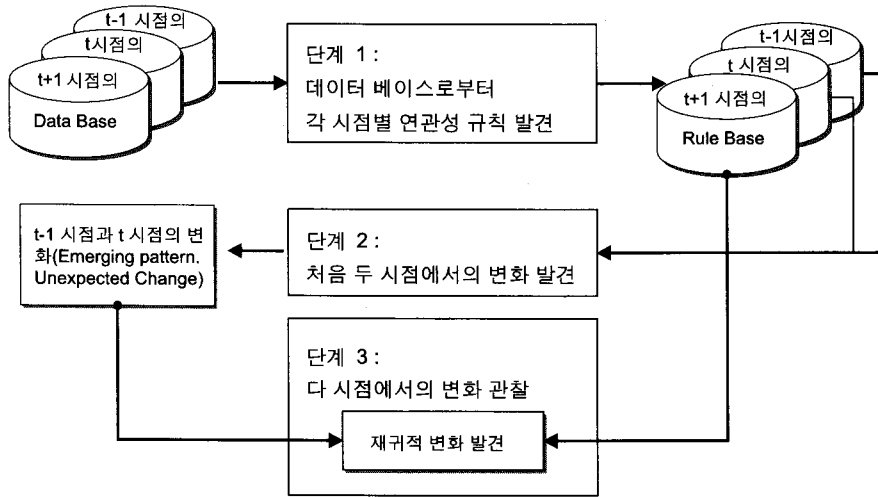 t-1 시점의
t시점의
t+1 시점의
Data Base
단계 1 :
데이터 베이스로부터
각 시점별 연관성 규칙 발견
t-1시점의
t 시점의
t+1 시점의
Rule Base
t-1 시점과 t 시점의 변
화(Emerging pattern.
Unexpected Change)
단계 2 :
처음 두 시점에서의 변화 발견
단계 3 :
다 시점에서의 변화 관찰
재귀적 변화 발견